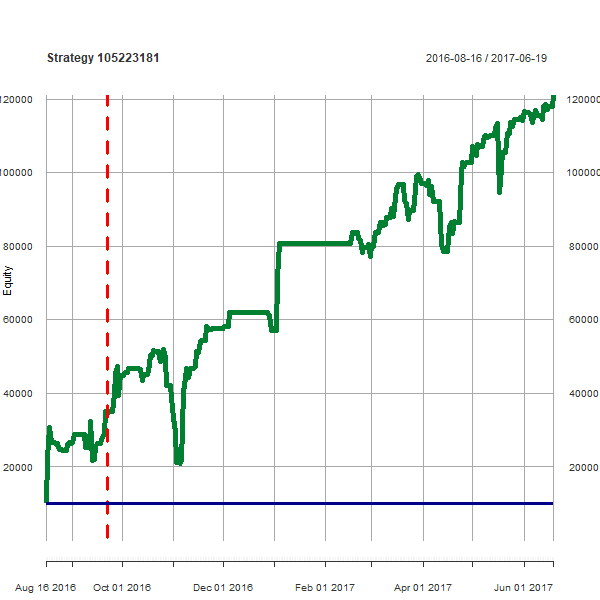 Strategy 105223181
2016-08-16 / 2017-06-19
120000
120000
100000
100000
80000
80000
60000
60000
40000
40000
20000
20000
Equity
Aug 16 2016
Oct 01 2016
Dec 01 2016
Feb 01 2017
Apr 01 2017
Jun 01 2017